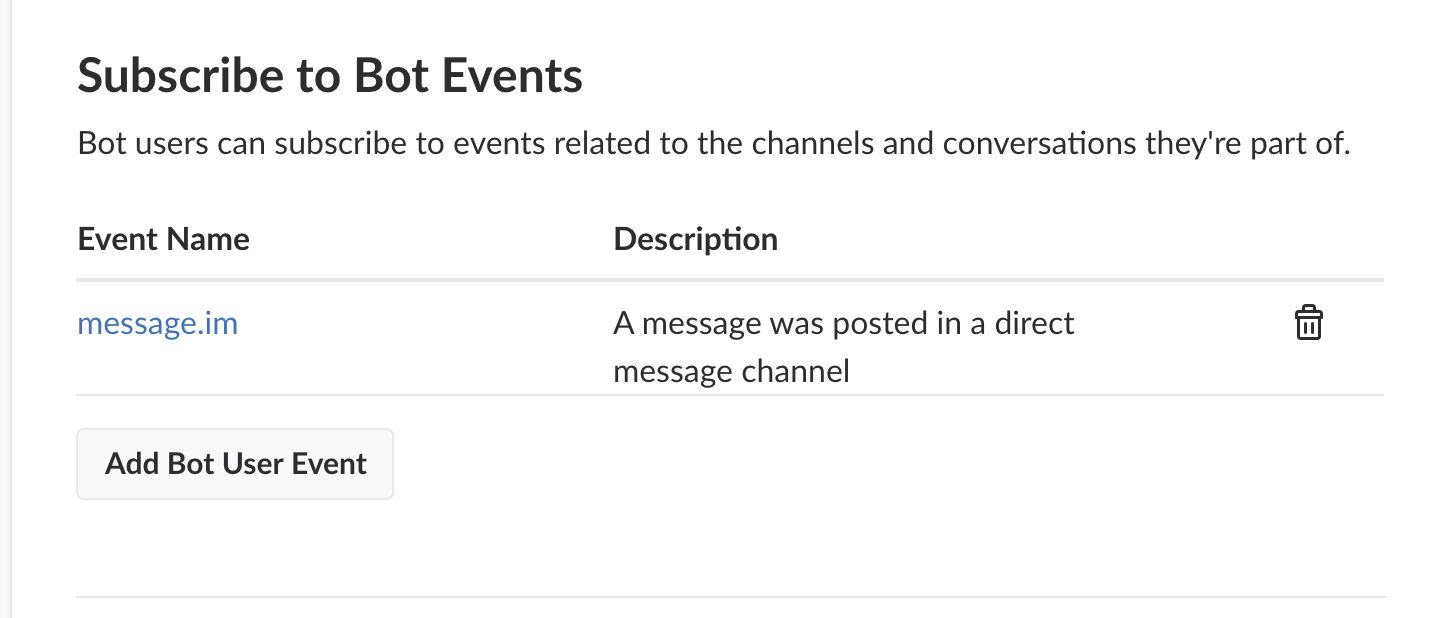 Subscribe to Bot Events
Bot users can subscribe to events related to the channels and conversations they're part of.
Event Name Description
message.im A message was posted in a direct
message channel
Add Bot User Event